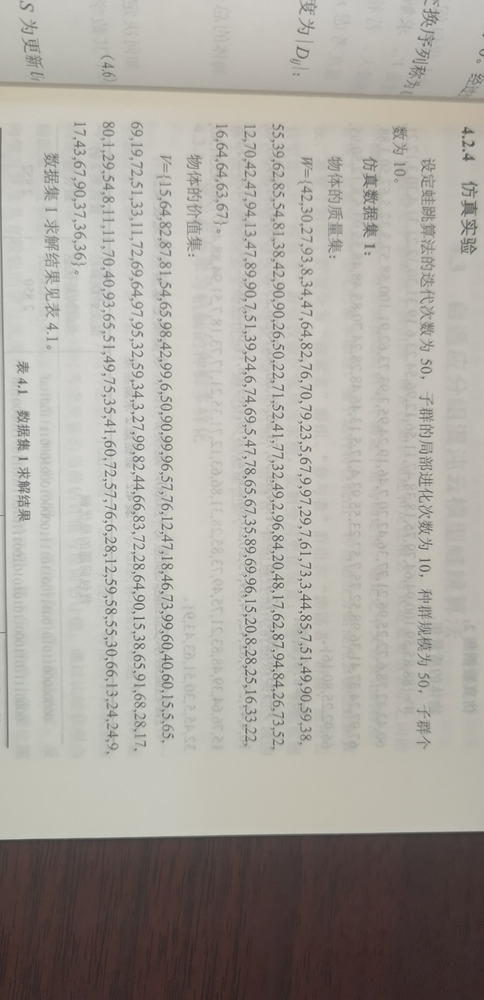 变换序列称为
度为|Dij|：
(4.6)
S 为更新
4.2.4 仿真实验
设定蛙跳算法的迭代次数为 50，子群的局部进化次数为 10，种群规模为 50，子群个
数为 10。
仿真数据集 1：
物体的质量集：
W={42,30,27,93,8,34,47,64,82,76,70,79,23,5,67,9,97,29,7,61,73,3,44,85,7,51,49,90,59,38,
55,39,62,85,54,81,38,42,90,90,26,50,22,71,52,41,77,32,49,2,96,84,20,48,17,62,87,94,84,26,73,52,
12,70,42,47,94,13,47,89,90,7,51,39,24,6,74,69,5,47,78,65,67,35,89,69,96,15,20,8,28,25,16,33,22,
16,64,64,63,67}。
物体的价值集：
V={15,64,82,87,81,54,65,98,42,99,6,50,90,99,96,57,76,12,47,18,46,73,99,60,40,60,15,5,65,
69,19,72,51,33,11,72,69,64,97,95,32,59,34,3,27,99,82,44,66,83,72,28,64,90,15,38,65,91,68,28,17,
80,1,29,54,8,11,11,70,40,93,65,51,49,75,35,41,60,72,57,76,6,28,12,59,58,55,30,66,13,24,24,9,
17,43,67,90,37,36,36}。
数据集 1 求解结果见表 4.1。
表 4.1 数据集 1 求解结果